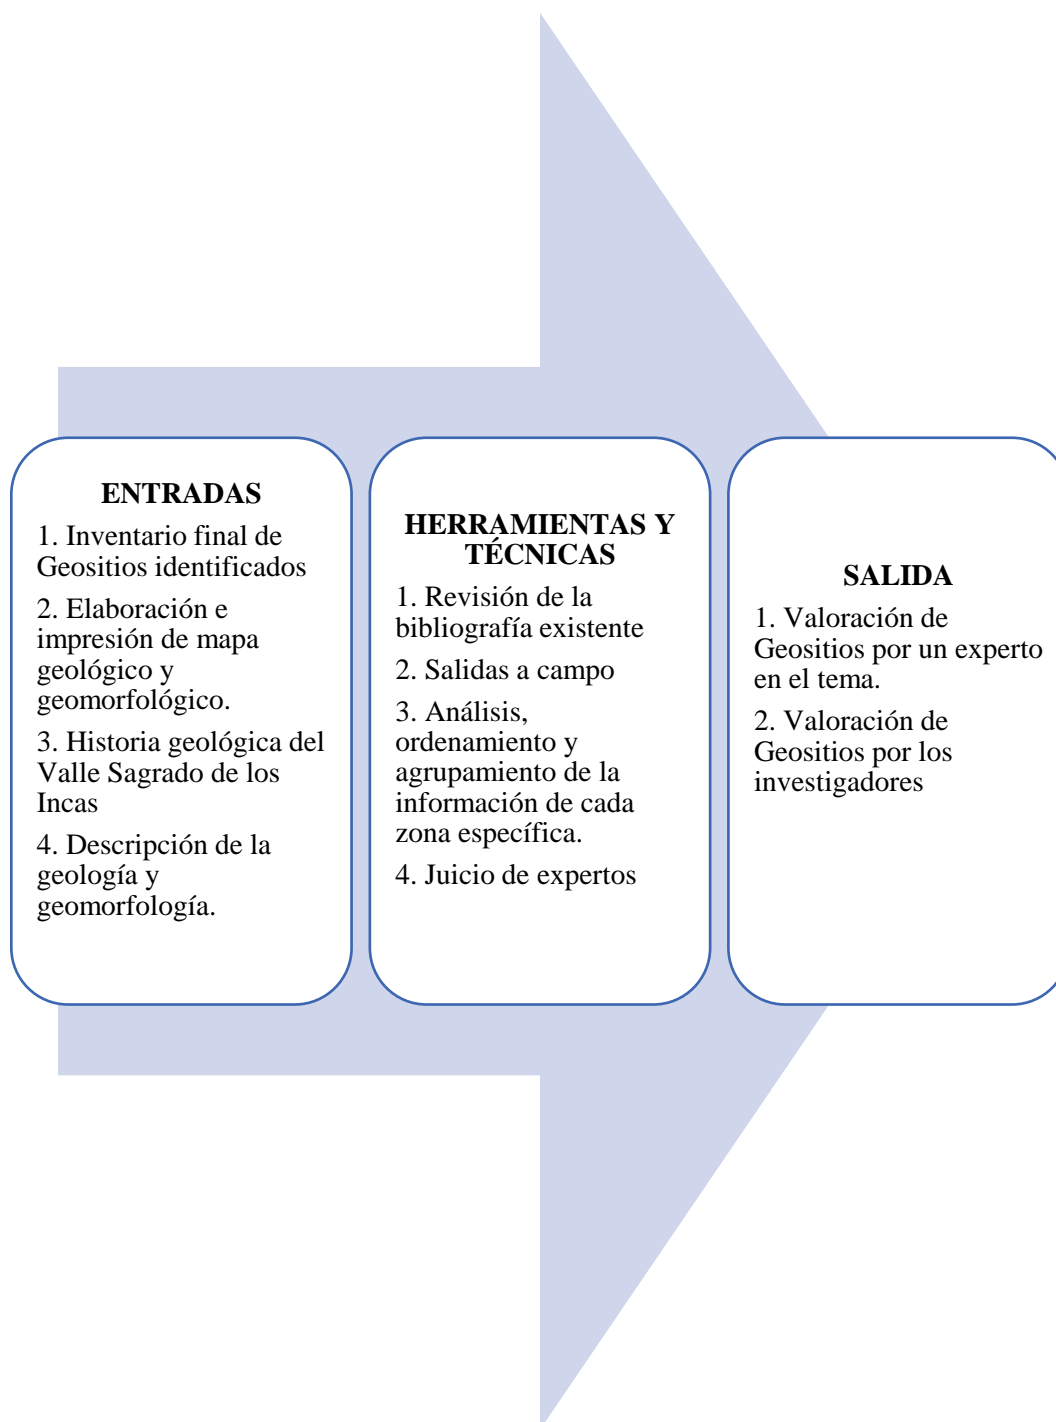 ENTRADAS
1. Inventario final de
Geositios identificados
2. Elaboración e
impresión de mapa
geológico y
geomorfológico.
3. Historia geológica del
Valle Sagrado de los
Incas
4. Descripción de la
geología y
geomorfología.
HERRAMIENTAS Y
TÉCNICAS
1. Revisión de la
bibliografía existente
2. Salidas a campo
3. Análisis,
ordenamiento y
agrupamiento de la
información de cada
zona específica.
4. Juicio de expertos
SALIDA
1. Valoración de
Geositios por un experto
en el tema.
2. Valoración de
Geositios por los
investigadores